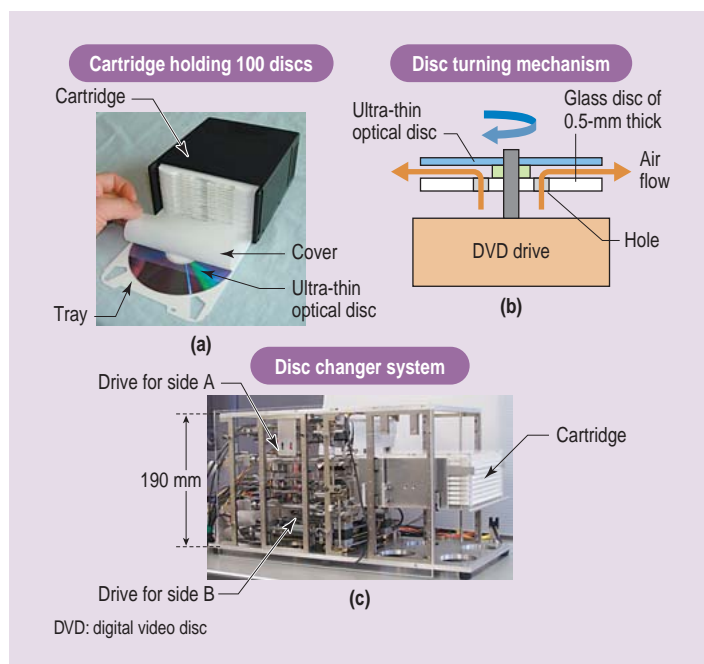 Cartridge holding 100 discs
Cartridge
Cover
Ultra-thin
optical disc
Tray
(a)
Disc turning mechanism
Ultra-thin
optical disc
Glass disc of
0.5-mm thick
Air
flow
Hole
DVD drive
(b)
Disc changer system
Drive for side A
Cartridge
190 mm
Drive for side B
(c)
DVD: digital video disc